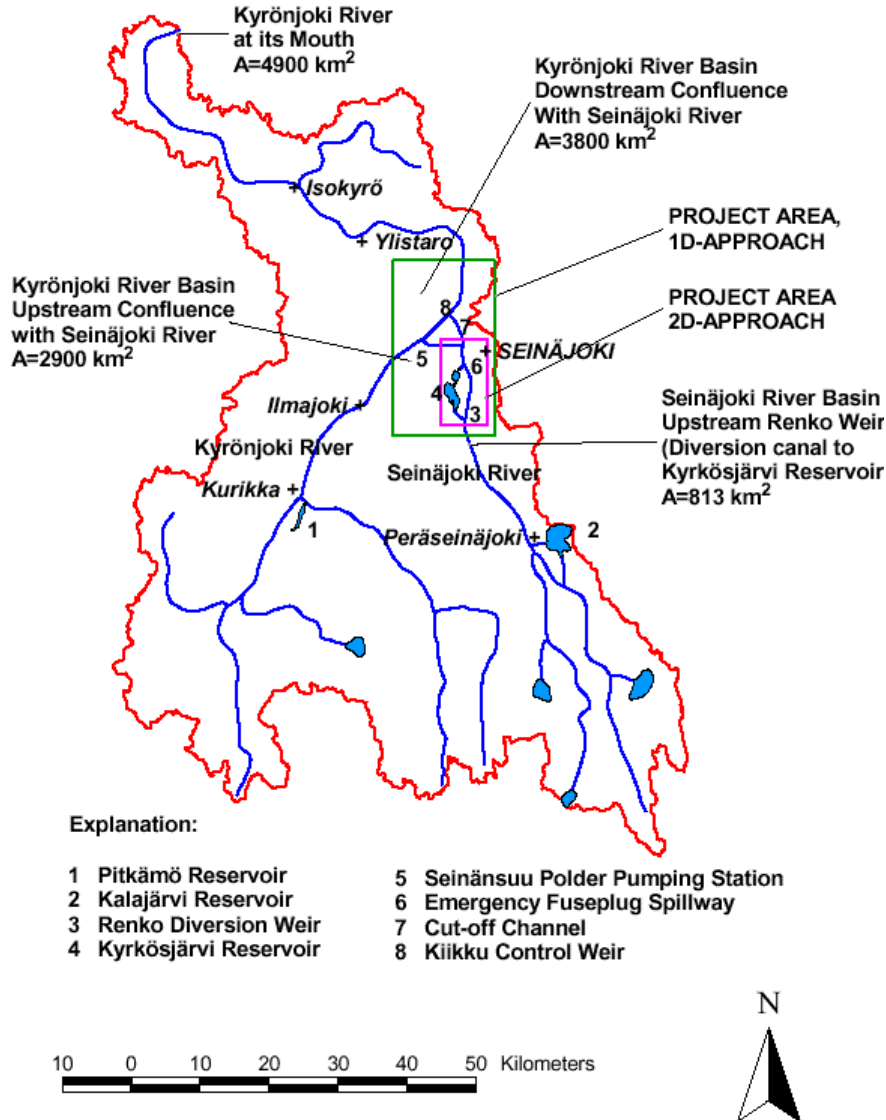 Kyrönjoki River
at its Mouth
A=4900 km²
Kyrönjoki River Basin
Downstream Confluence
With Seinäjoki River
A=3800 km²
Isokyrö
Ylistaro
PROJECT AREA,
1D-APPROACH
Kyrönjoki River Basin
Upstream Confluence
with Seinäjoki River
A=2900 km²
PROJECT AREA
2D-APPROACH
8
7
5
SEINÄJOKI
6
4
3
Ilmajoki
Seinäjoki River Basin
Upstream Renko Weir
(Diversion canal to
Kyrkösjärvi Reservoir
A=813 km²
Kyrönjoki River
Seinäjoki River
Kurikka
1
Peräseinäjoki
2
Explanation:
1 Pitkämö Reservoir
2 Kalajärvi Reservoir
3 Renko Diversion Weir
4 Kyrkösjärvi Reservoir
5 Seinänsuu Polder Pumping Station
6 Emergency Fuseplug Spillway
7 Cut-off Channel
8 Kiikku Control Weir
N
10 0 10 20 30 40 50 Kilometers